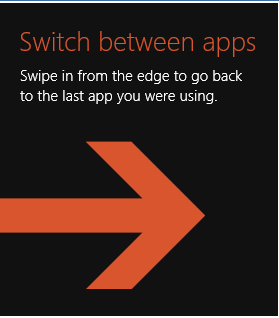 Switch between apps
Swipe in from the edge to go back
to the last app you were using.